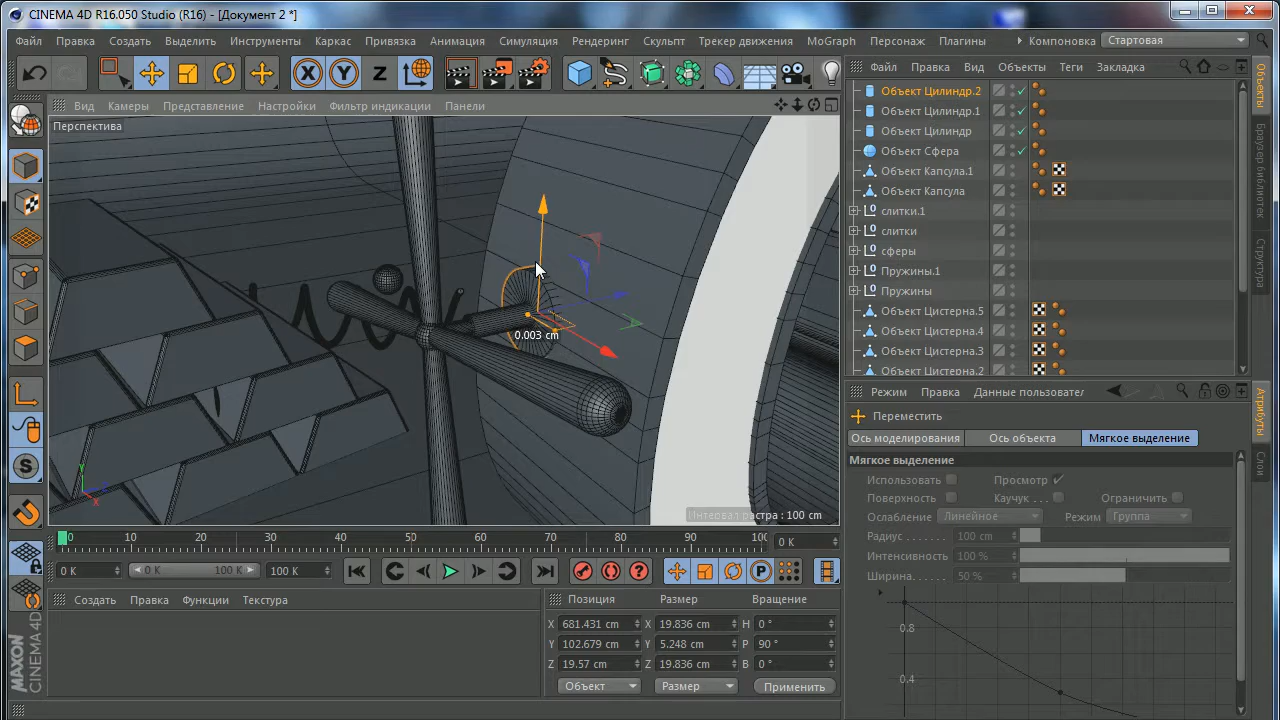 CINEMA 4D R16.050 Studio (R16) - [Документ 2 *]
Файл Правка Создать Выделить Инструменты Каркас Привязка Анимация Симуляция Рендеринг Скульпт Трекер движения MoGraph Персонаж Плагины Компоновка Стартовая
X Y Z
Файл Правка Вид Объекты Теги Закладка
Вид Камеры Представление Настройки Фильтр индикации Панели
Перспектива
Объект Цилиндр.2
Объект Цилиндр.1
Объект Цилиндр
Объект Сфера
Объект Капсула.1
Объект Капсула
слитки.1
слитки
сферы
Пружины.1
Пружины
Объект Цистерна.5
Объект Цистерна.4
Объект Цистерна.3
Объект Цистерна.2
Объекты
Браузер библиотек
Структура
0.003 cm
Y
X
Интервал растра : 100 cm
Режим Правка Данные пользовател
Переместить
Ось моделирования Ось объекта Мягкое выделение
Мягкое выделение
Использовать Просмотр
Поверхность Каучук . . . Ограничить
Ослабление Линейное Режим Группа
Радиус 100 cm
Интенсивность 100 %
Ширина. . . . . . 50 %
0.8
0.4
Атрибуты
Слои
0 10 20 30 40 50 60 70 80 90 100
0 K
0 K 0 K 100 K 100 K
P
Создать Правка Функции Текстура
Позиция Размер Вращение
X 681.431 cm X 19.836 cm H 0 °
Y 102.679 cm Y 5.248 cm P 90 °
Z 19.57 cm Z 19.836 cm B 0 °
Объект Размер Применить
S
MAXON
CINEMA 4D